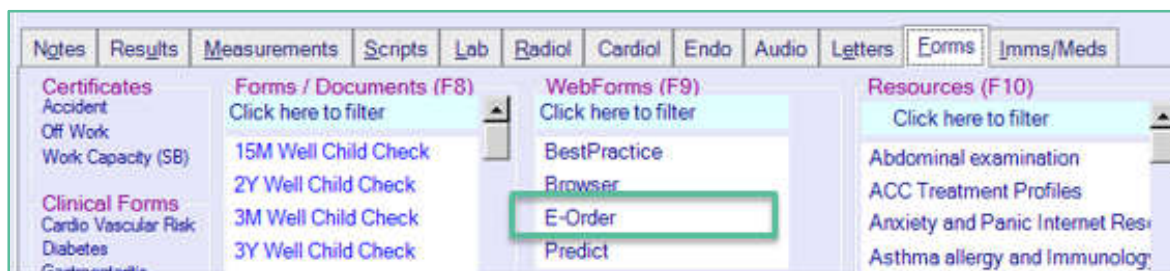 Notes Results Measurements Scripts Lab Radiol Cardiol Endo Audio Letters Forms Imms/Meds
Certificates
Accident
Off Work
Work Capacity (SB)
Clinical Forms
Cardio Vascular Risk
Diabetes
Forms / Documents (F8)
Click here to filter
15M Well Child Check
2Y Well Child Check
3M Well Child Check
3Y Well Child Check
WebForms (F9)
Click here to filter
BestPractice
Browser
E-Order
Predict
Resources (F10)
Click here to filter
Abdominal examination
ACC Treatment Profiles
Anxiety and Panic Internet
Asthma allergy and Immunology